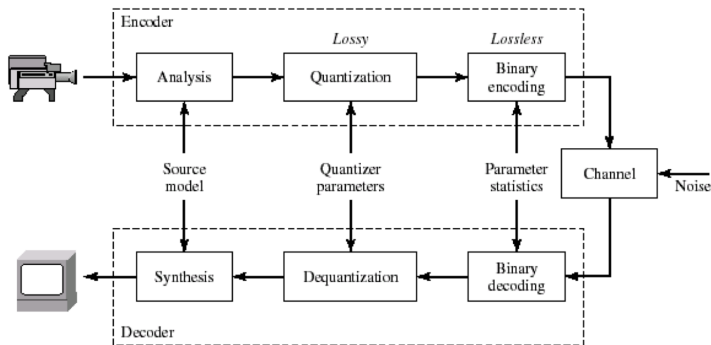 Encoder
Lossy
Lossless
Analysis
Quantization
Binary
encoding
Source
model
Quantizer
parameters
Parameter
statistics
Channel
Noise
Synthesis
Dequantization
Binary
decoding
Decoder